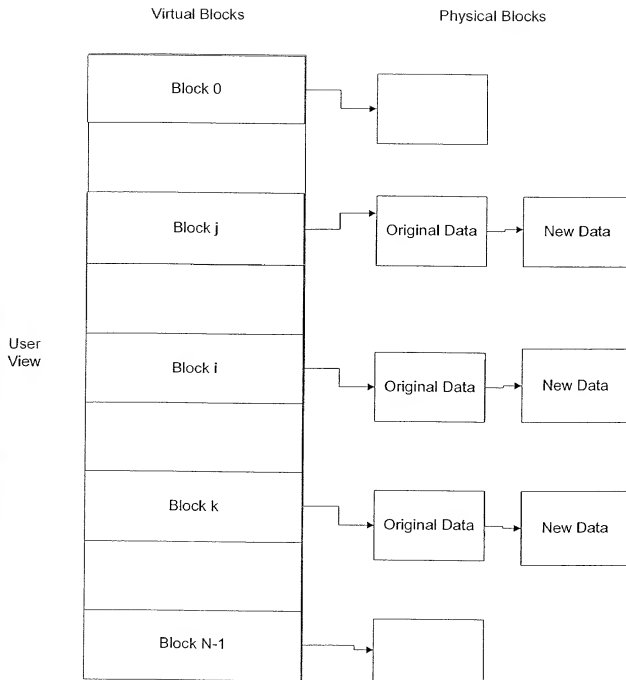 Virtual Blocks
Physical Blocks
Block 0
Block j
Original Data
New Data
User
View
Block i
Original Data
New Data
Block k
Original Data
New Data
Block N-1